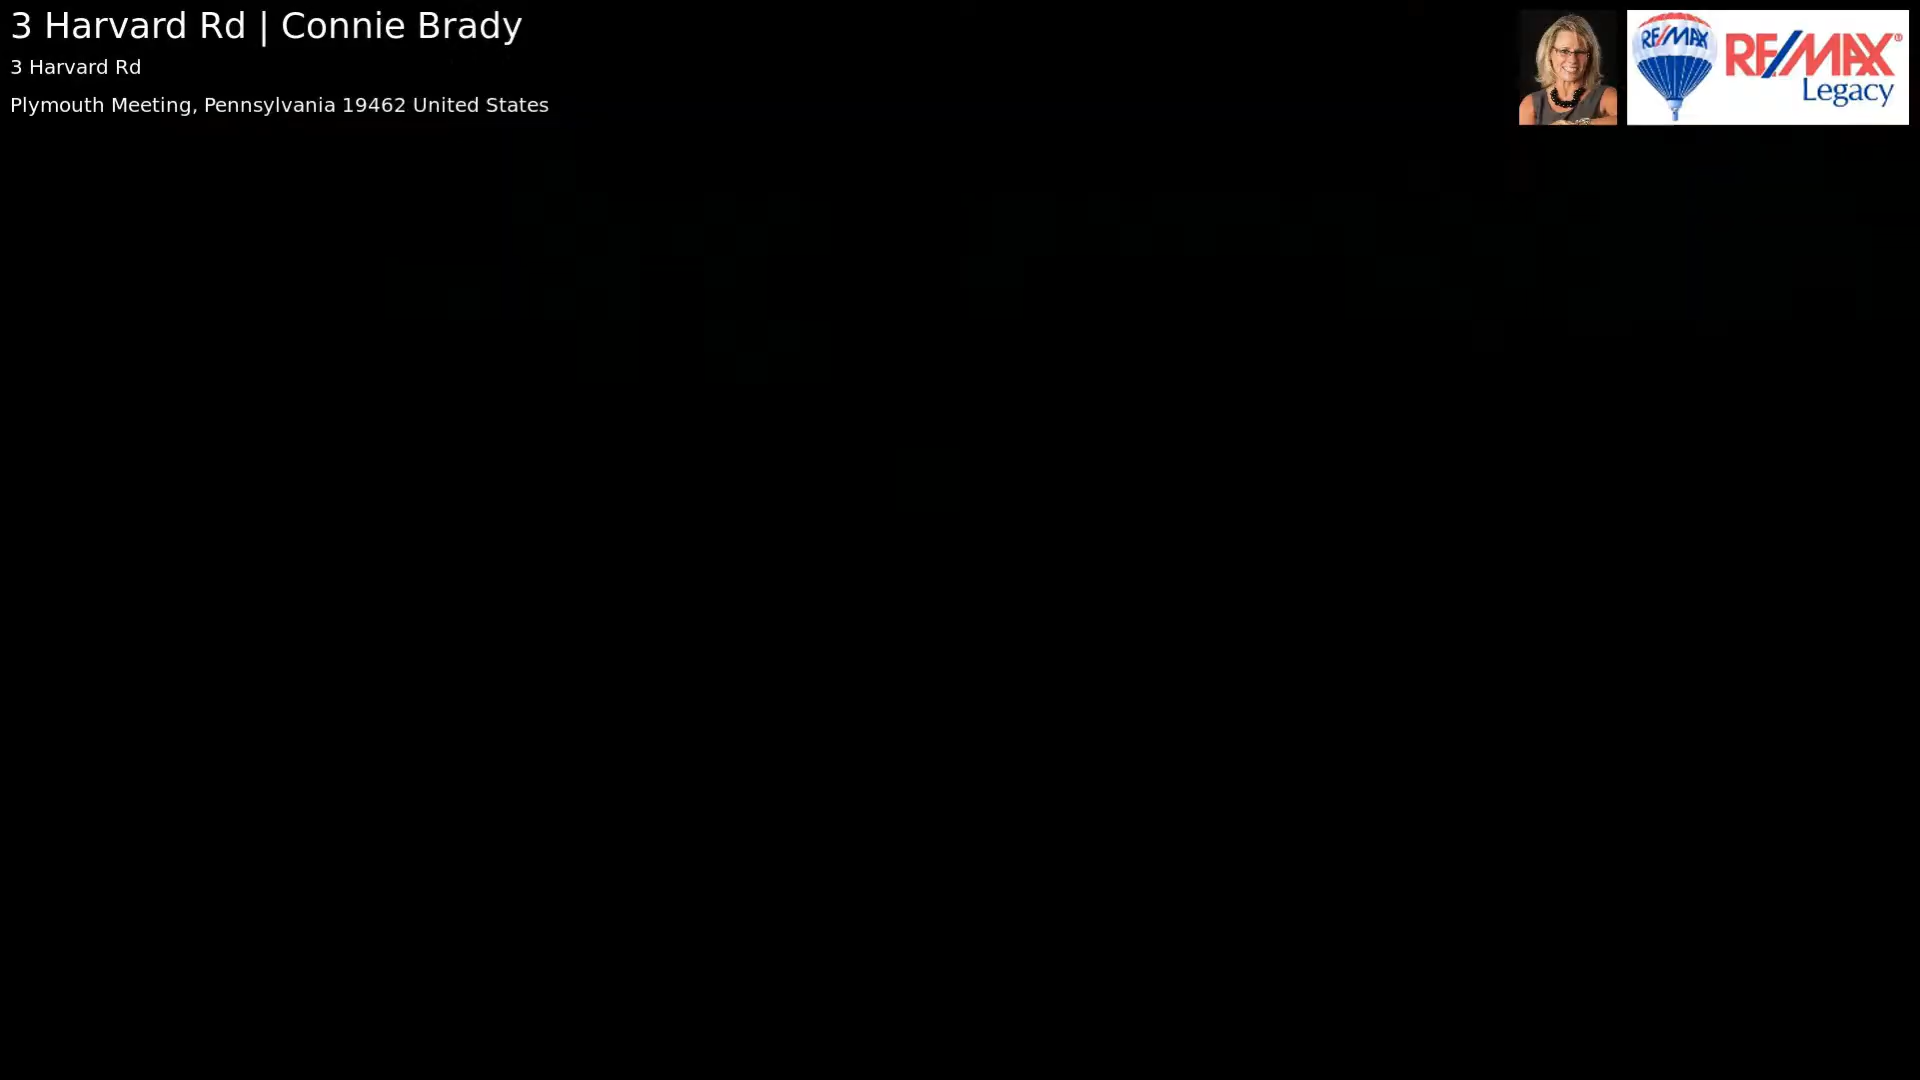 3 Harvard Rd | Connie Brady
3 Harvard Rd
Plymouth Meeting, Pennsylvania 19462 United States
RE/MAX
RE/MAX®
Legacy